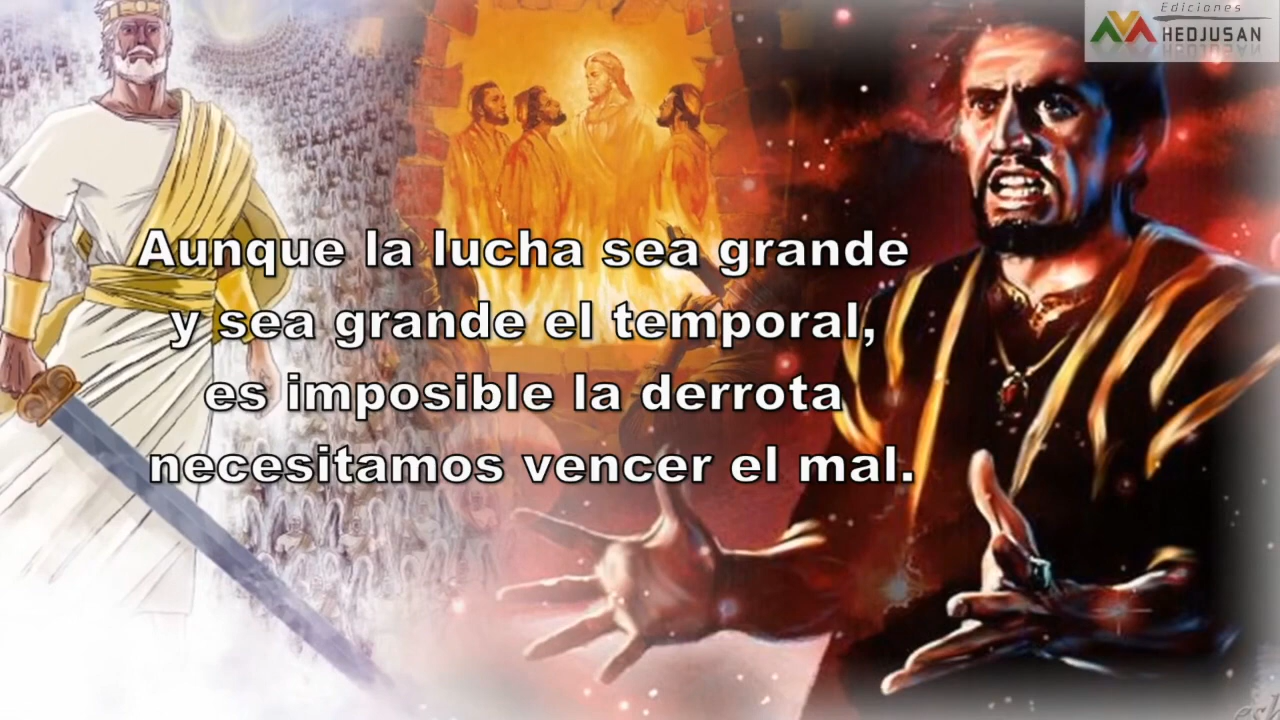 Ediciones
HEDJUSAN
Aunque la lucha sea grande
y sea grande el temporal,
es imposible la derrota
necesitamos vencer el mal.